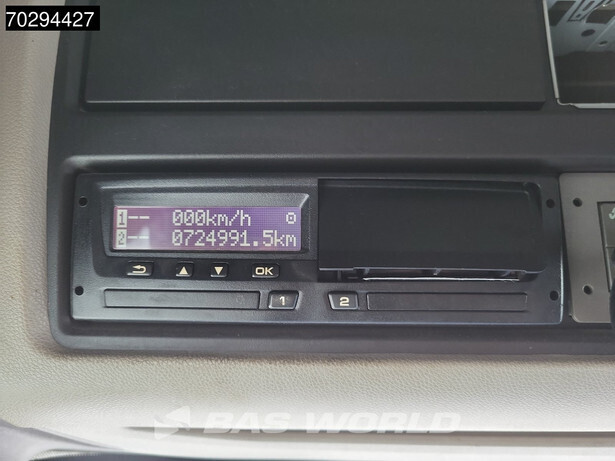 70294427
1 -- 000km/h
2 -- 0724991.5km
OK
1 2
BAS WORLD